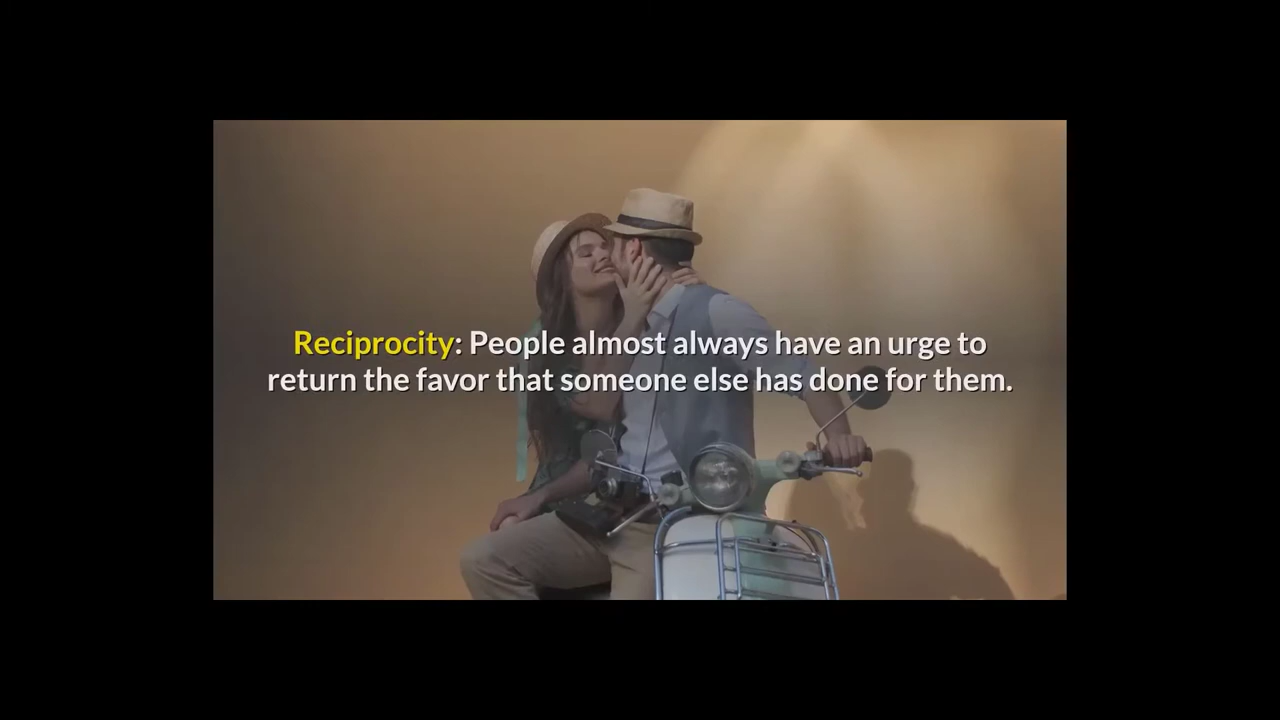 Reciprocity: People almost always have an urge to
return the favor that someone else has done for them.